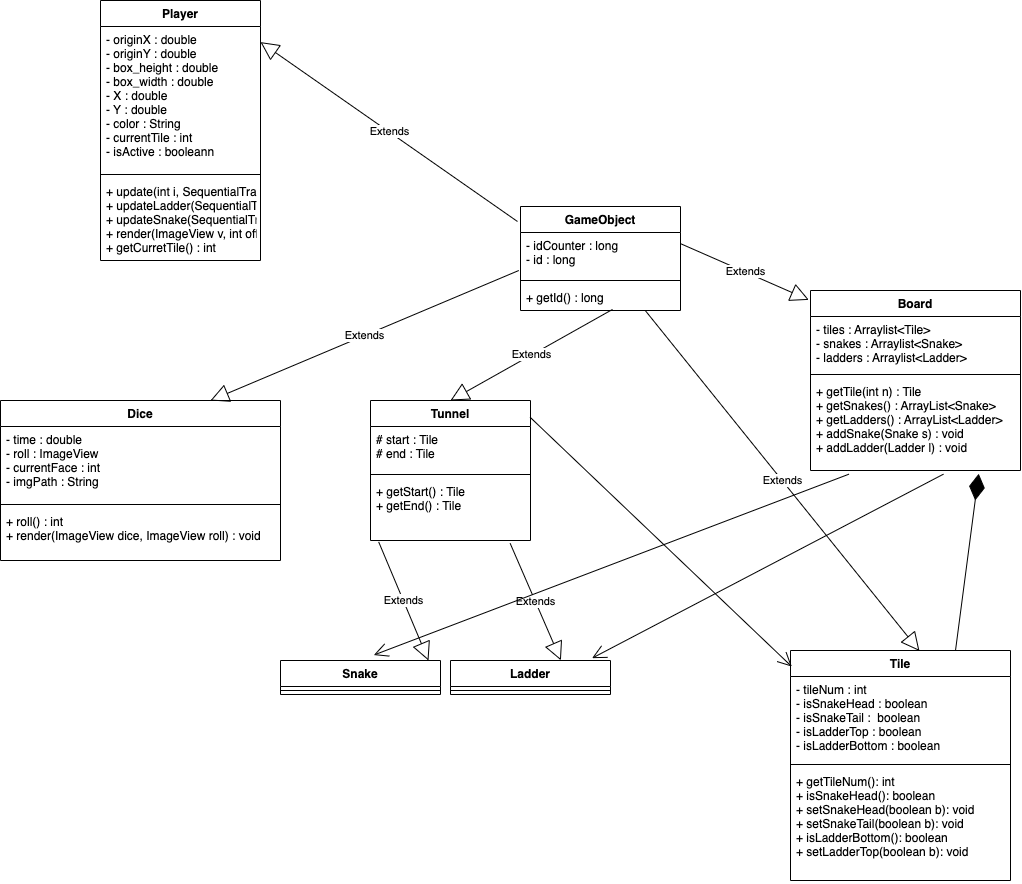 Player
- originX : double
- originY : double
- box_height : double
- box_width : double
- X : double
- Y : double
- color : String
- currentTile : int
- isActive : booleann
+ update(int i, SequentialTra
+ updateLadder(SequentialT
+ updateSnake(SequentialTr
+ render(ImageView v, int of
+ getCurretTile() : int
Extends
GameObject
- idCounter : long
- id : long
+ getId() : long
Extends
Board
- tiles : Arraylist<Tile>
- snakes : Arraylist<Snake>
- ladders : Arraylist<Ladder>
+ getTile(int n) : Tile
+ getSnakes() : ArrayList<Snake>
+ getLadders() : ArrayList<Ladder>
+ addSnake(Snake s) : void
+ addLadder(Ladder l) : void
Extends
Extends
Dice
- time : double
- roll : ImageView
- currentFace : int
- imgPath : String
+ roll() : int
+ render(ImageView dice, ImageView roll) : void
Tunnel
# start : Tile
# end : Tile
+ getStart() : Tile
+ getEnd() : Tile
Extends
Extends
Extends
Snake
Ladder
Tile
- tileNum : int
- isSnakeHead : boolean
- isSnakeTail :  boolean
- isLadderTop : boolean
- isLadderBottom : boolean
+ getTileNum(): int
+ isSnakeHead(): boolean
+ setSnakeHead(boolean b): void
+ setSnakeTail(boolean b): void
+ isLadderBottom(): boolean
+ setLadderTop(boolean b): void